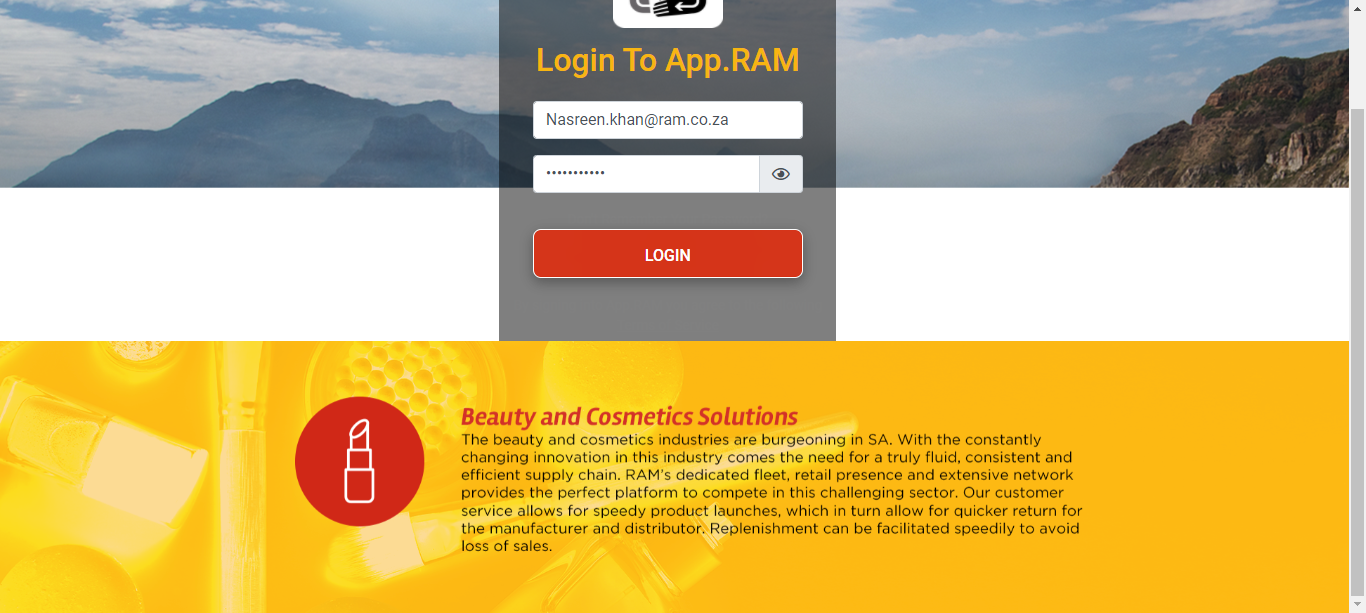 Login To App.RAM
Nasreen.khan@ram.co.za
•••••••••••
LOGIN
Beauty and Cosmetics Solutions
The beauty and cosmetics industries are burgeoning in SA. With the constantly
changing innovation in this industry comes the need for a truly fluid, consistent and
efficient supply chain. RAM's dedicated fleet, retail presence and extensive network
provides the perfect platform to compete in this challenging sector. Our customer
service allows for speedy product launches, which in turn allow for quicker return for
the manufacturer and distributor. Replenishment can be facilitated speedily to avoid
loss of sales.